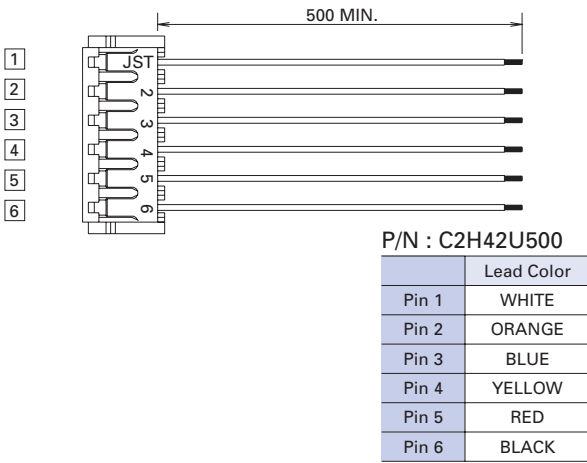 500 MIN.
1
JST
2
2
3
3
4
4
5
5
6
6
P/N : C2H42U500
Lead Color
Pin 1 WHITE
Pin 2 ORANGE
Pin 3 BLUE
Pin 4 YELLOW
Pin 5 RED
Pin 6 BLACK